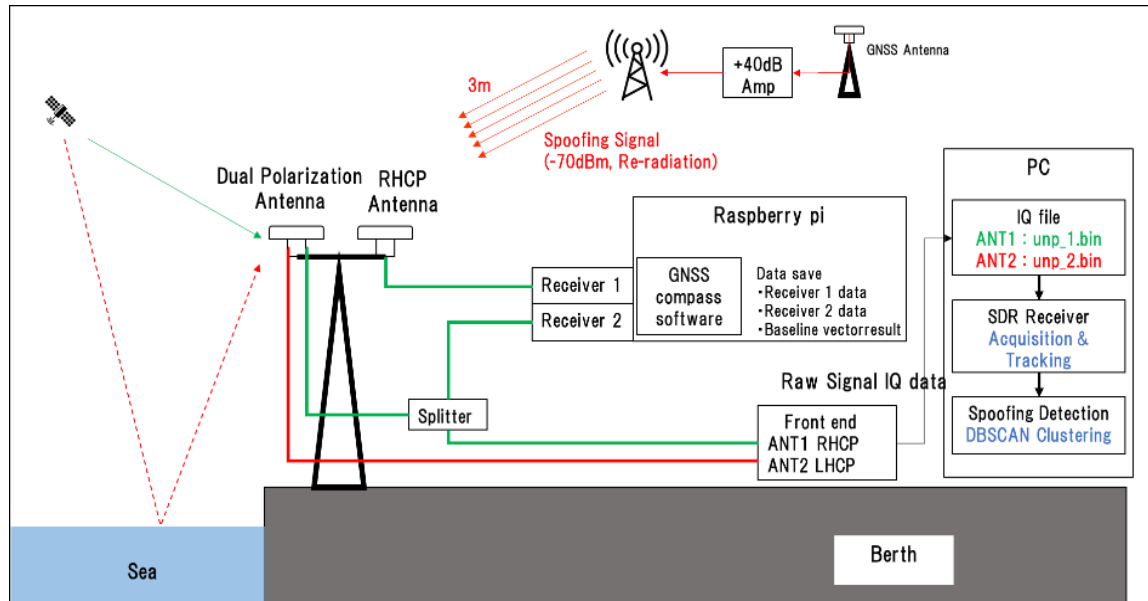 GNSS Antenna
+40dB
Amp
3m
Spoofing Signal
(-70dBm, Re-radiation)
Dual Polarization
Antenna
RHCP
Antenna
Raspberry pi
Receiver 1
Receiver 2
GNSS
compass
software
Data save
・Receiver 1 data
・Receiver 2 data
・Baseline vectorresult
Splitter
Raw Signal IQ data
Front end
ANT1 RHCP
ANT2 LHCP
PC
IQ file
ANT1：unp_1.bin
ANT2：unp_2.bin
SDR Receiver
Acquisition &
Tracking
Spoofing Detection
DBSCAN Clustering
Sea
Berth